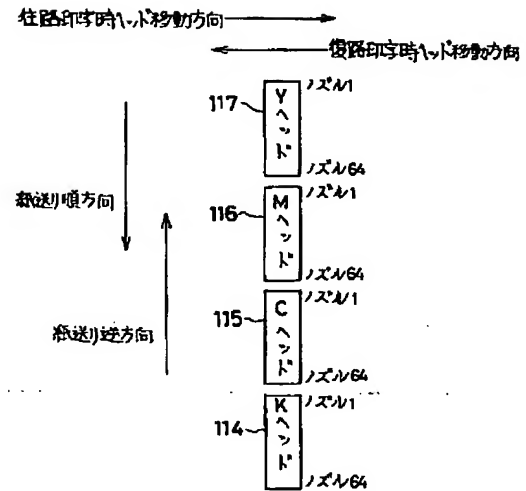 往路印字時ヘッド移動方向
復路印字時ヘッド移動方向
117
Yヘッド
ノズル1
ノズル64
紙送り順方向
116
Mヘッド
ノズル1
ノズル64
紙送り逆方向
115
Cヘッド
ノズル1
ノズル64
114
Kヘッド
ノズル1
ノズル64